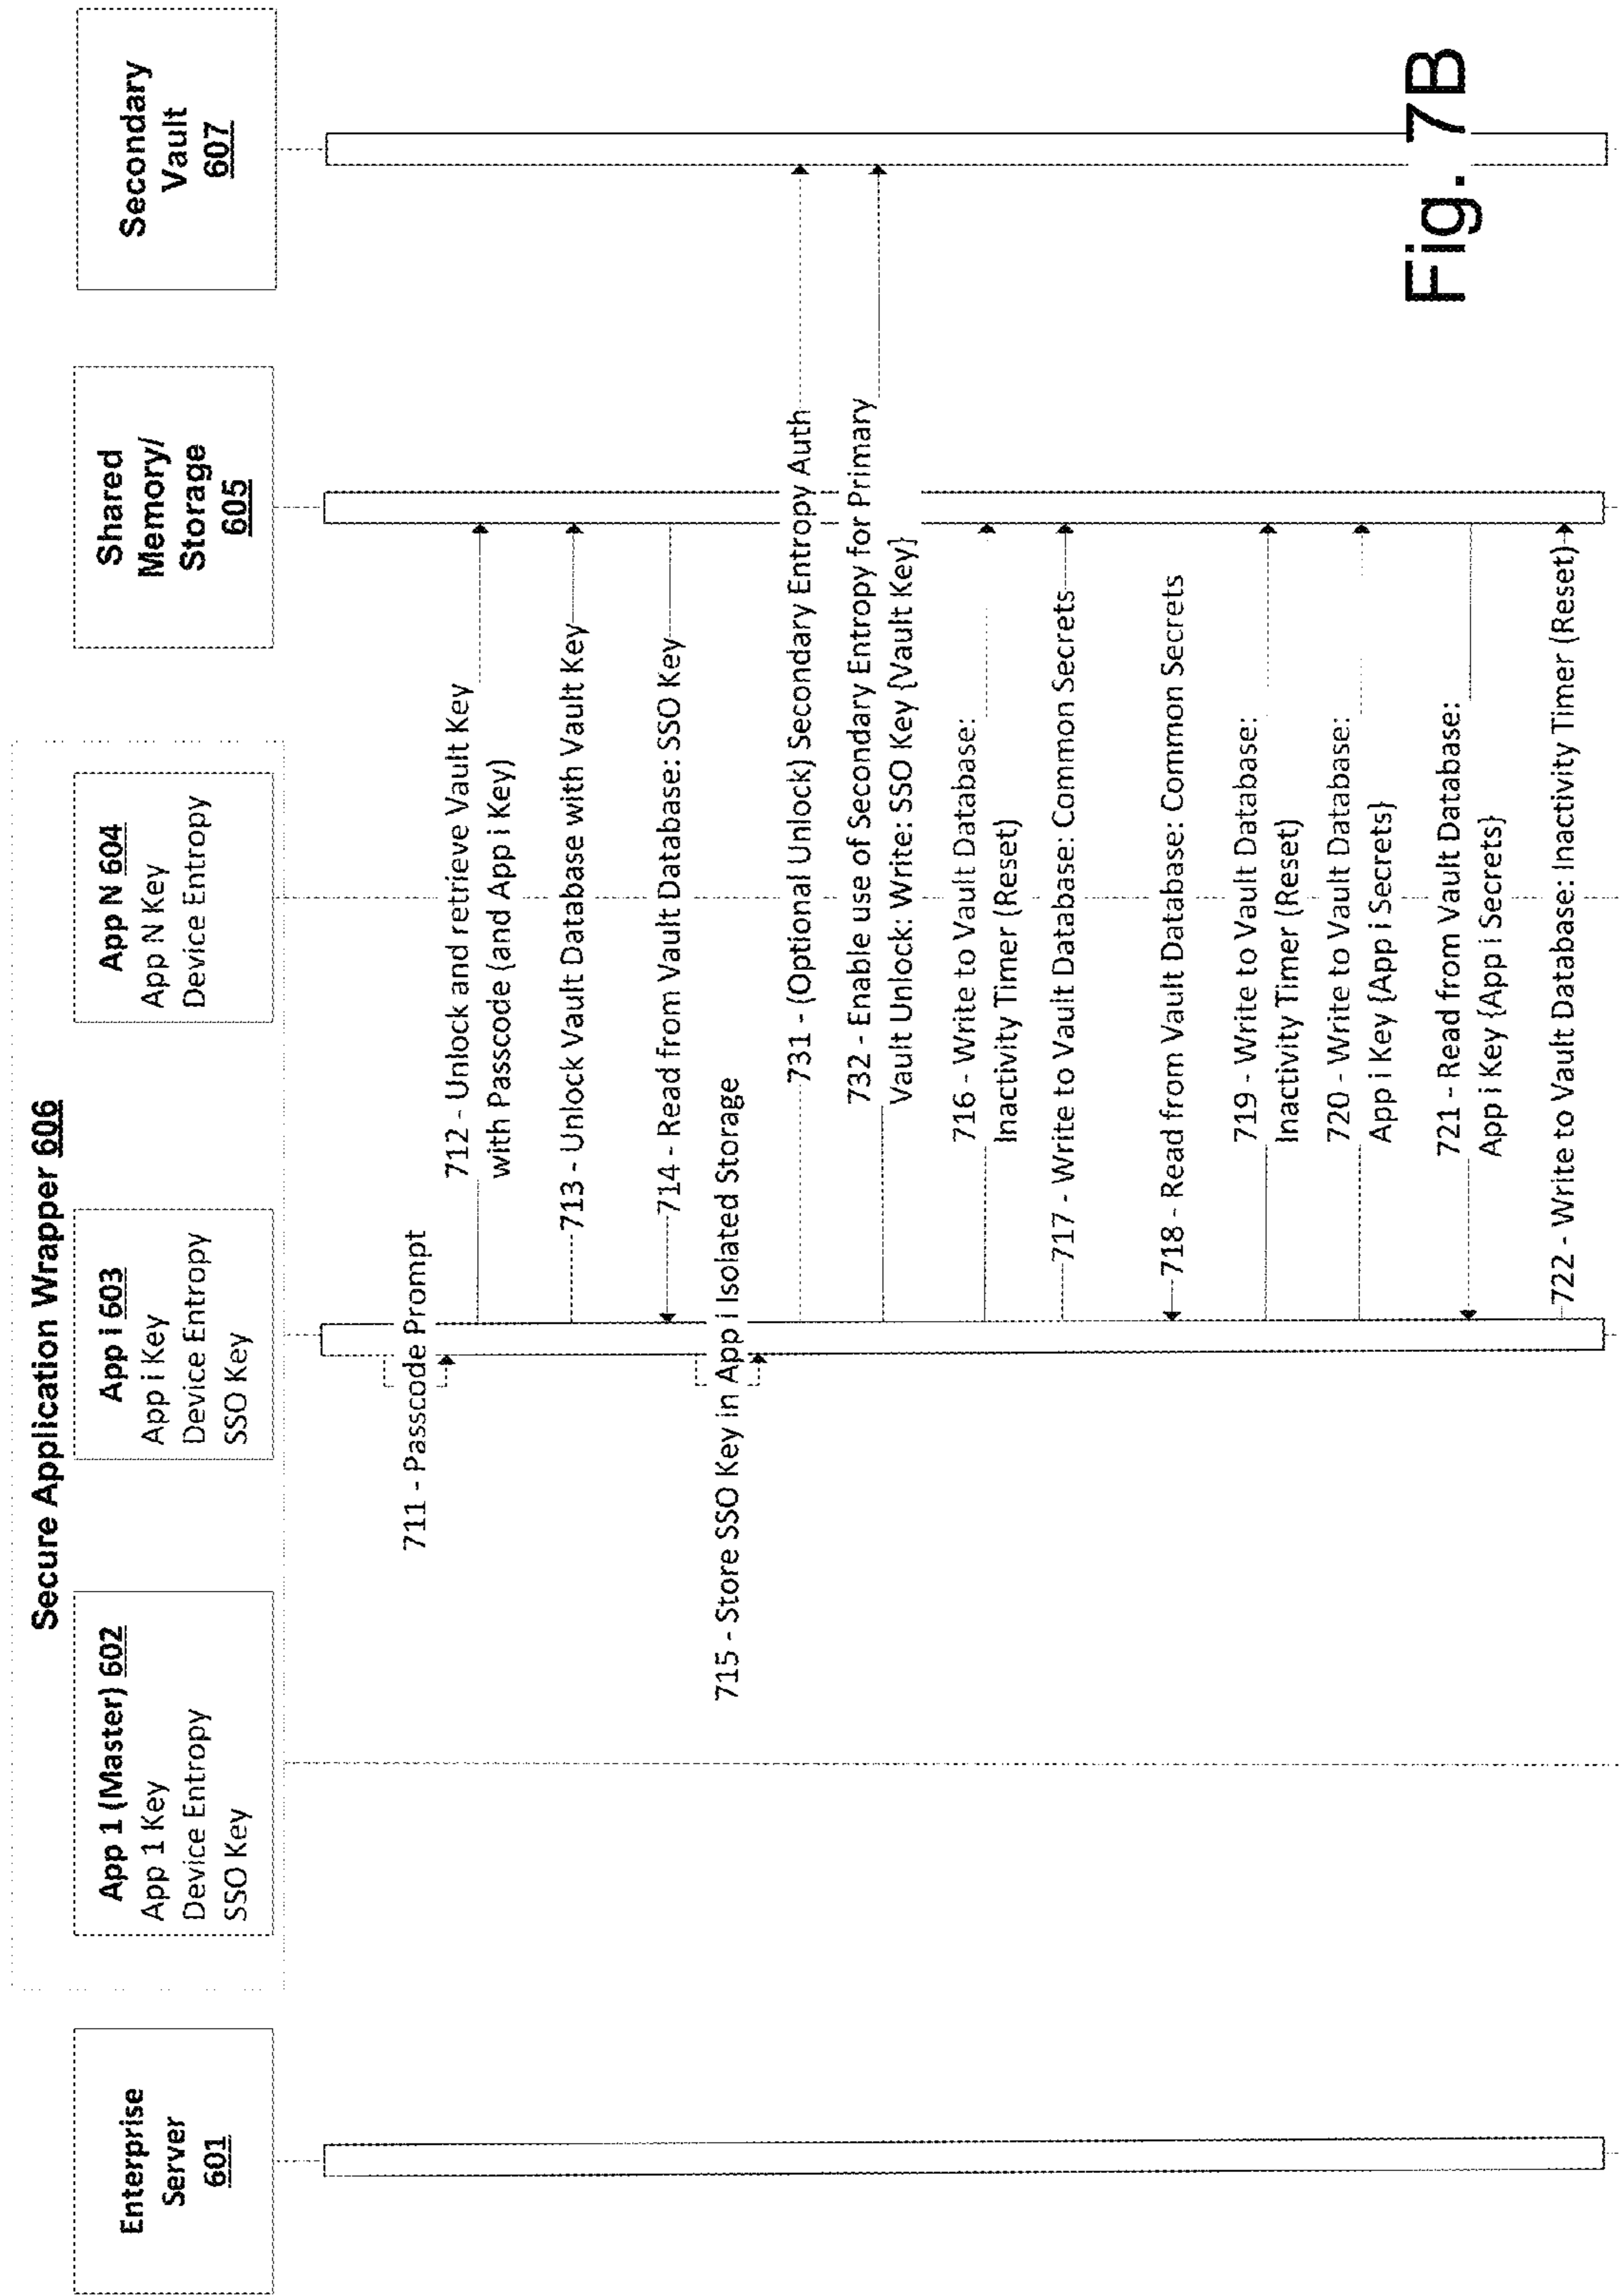 Secure Application Wrapper 606
Enterprise
Server
601
App 1 (Master) 602
App 1 Key
Device Entropy
SSO Key
App i 603
App i Key
Device Entropy
SSO Key
App N 604
App N Key
Device Entropy
Shared
Memory/
Storage
605
Secondary
Vault
607
711 - Passcode Prompt
712 - Unlock and retrieve Vault Key
with Passcode (and App i Key)
713 - Unlock Vault Database with Vault Key
714 - Read from Vault Database: SSO Key
715 - Store SSO Key in App i Isolated Storage
731 - (Optional Unlock) Secondary Entropy Auth
732 - Enable use of Secondary Entropy for Primary
Vault Unlock: Write: SSO Key {Vault Key}
716 - Write to Vault Database:
Inactivity Timer (Reset)
717 - Write to Vault Database: Common Secrets
718 - Read from Vault Database: Common Secrets
719 - Write to Vault Database:
Inactivity Timer (Reset)
720 - Write to Vault Database:
App i Key {App i Secrets}
721 - Read from Vault Database:
App i Key {App i Secrets}
722 - Write to Vault Database: Inactivity Timer (Reset)
Fig. 7B